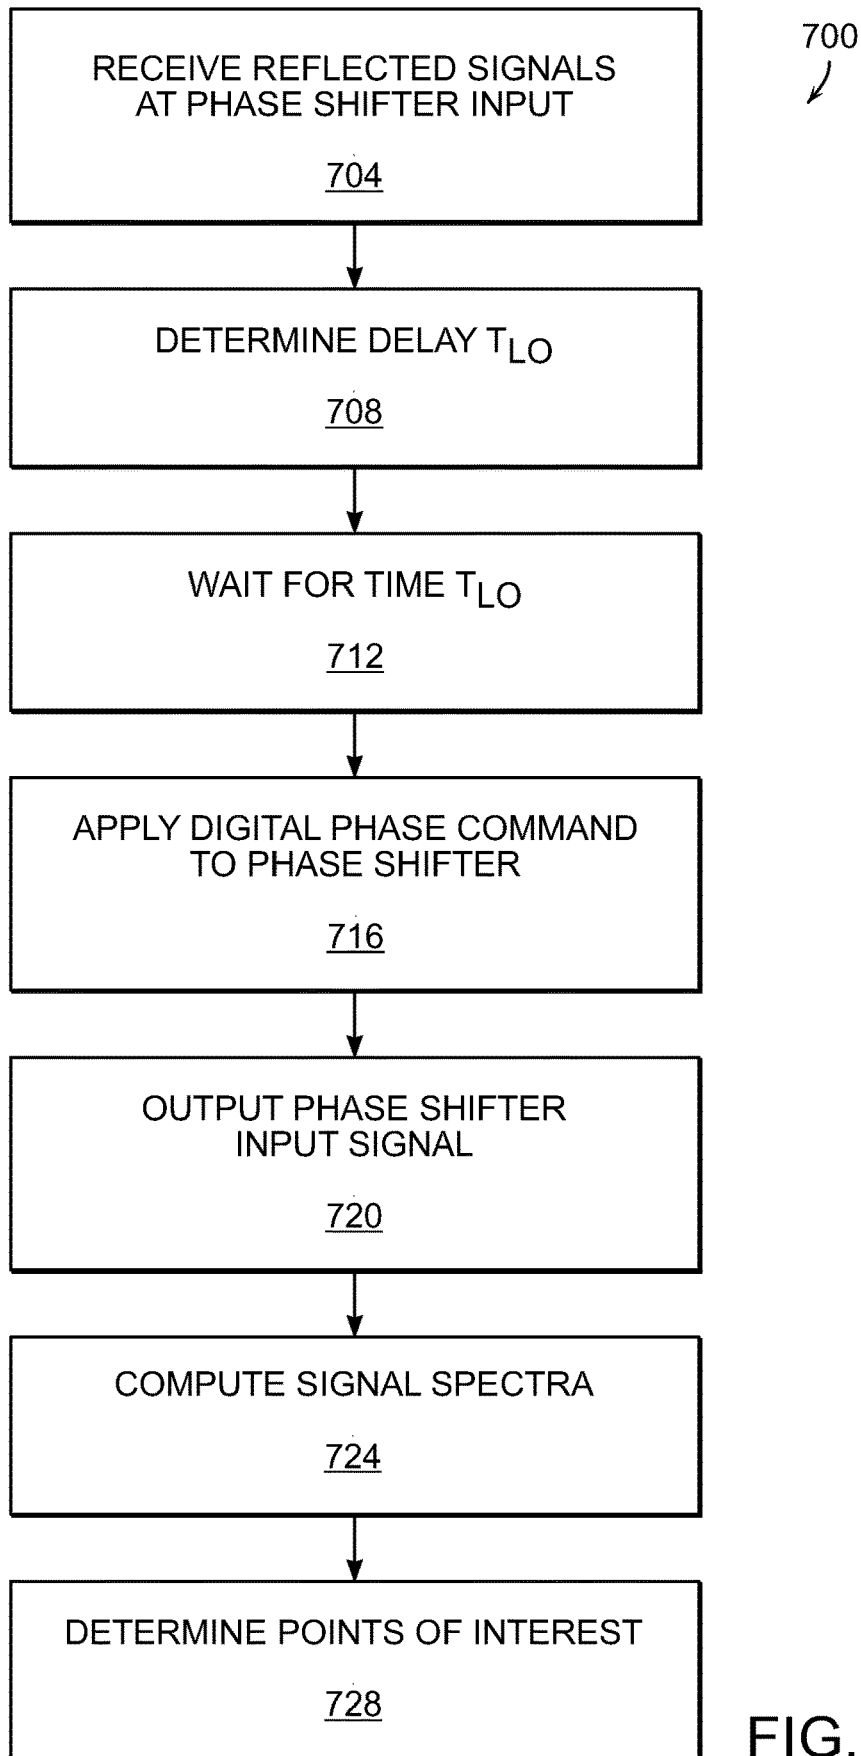 700
RECEIVE REFLECTED SIGNALS
AT PHASE SHIFTER INPUT
704
DETERMINE DELAY T_LO
708
WAIT FOR TIME T_LO
712
APPLY DIGITAL PHASE COMMAND
TO PHASE SHIFTER
716
OUTPUT PHASE SHIFTER
INPUT SIGNAL
720
COMPUTE SIGNAL SPECTRA
724
DETERMINE POINTS OF INTEREST
728
FIG.